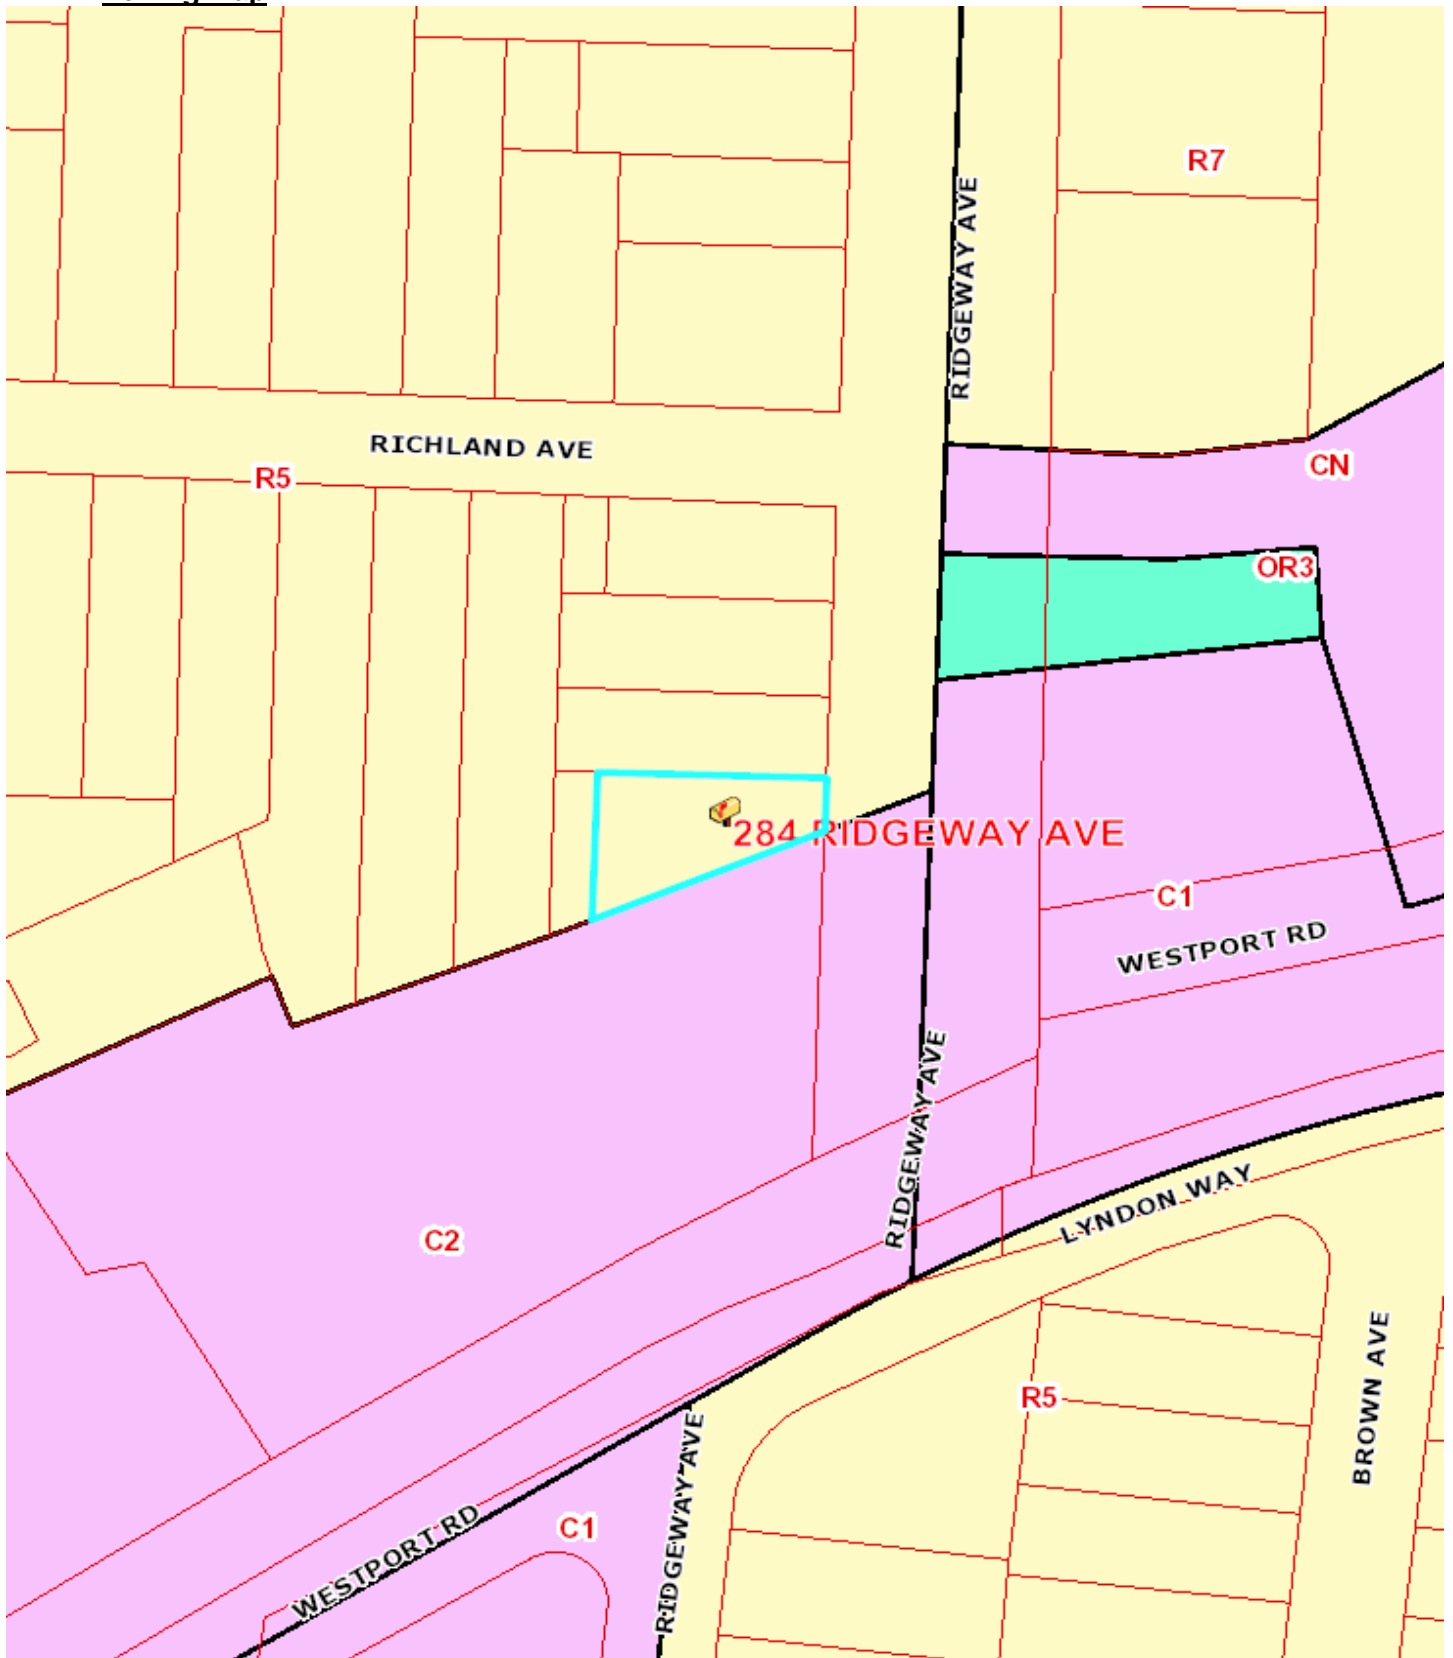 R7
RIDGEWAY AVE
RICHLAND AVE
CN
R5
OR3
284 RIDGEWAY AVE
C1
WESTPORT RD
RIDGEWAY AVE
LYNDON WAY
C2
R5
BROWN AVE
RIDGEWAY AVE
C1
WESTPORT RD